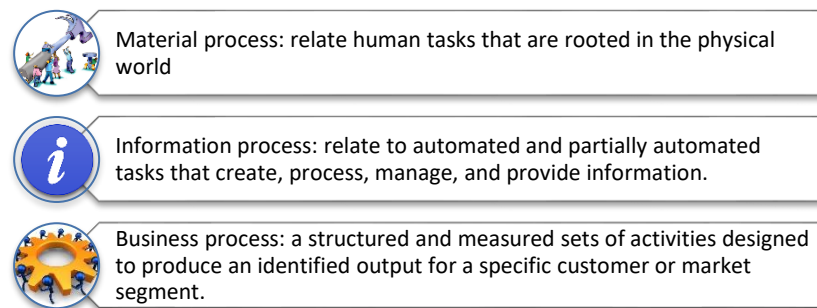 Material process: relate human tasks that are rooted in the physical
world
i
Information process: relate to automated and partially automated
tasks that create, process, manage, and provide information.
Business process: a structured and measured sets of activities designed
to produce an identified output for a specific customer or market
segment.